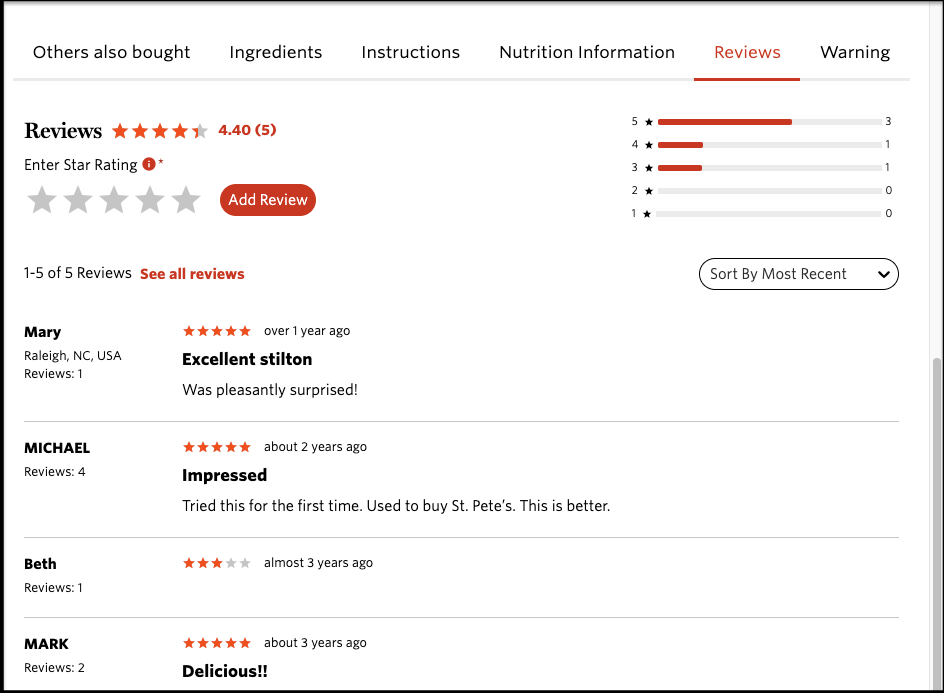 Others also bought Ingredients Instructions Nutrition Information Reviews Warning
Reviews 4.40 (5)
Enter Star Rating i *
Add Review
5 ★ 3
4 ★ 1
3 ★ 1
2 ★ 0
1 ★ 0
1-5 of 5 Reviews See all reviews
Sort By Most Recent
Mary
Raleigh, NC, USA
Reviews: 1
over 1 year ago
Excellent stilton
Was pleasantly surprised!
MICHAEL
Reviews: 4
about 2 years ago
Impressed
Tried this for the first time. Used to buy St. Pete’s. This is better.
Beth
Reviews: 1
almost 3 years ago
MARK
Reviews: 2
about 3 years ago
Delicious!!